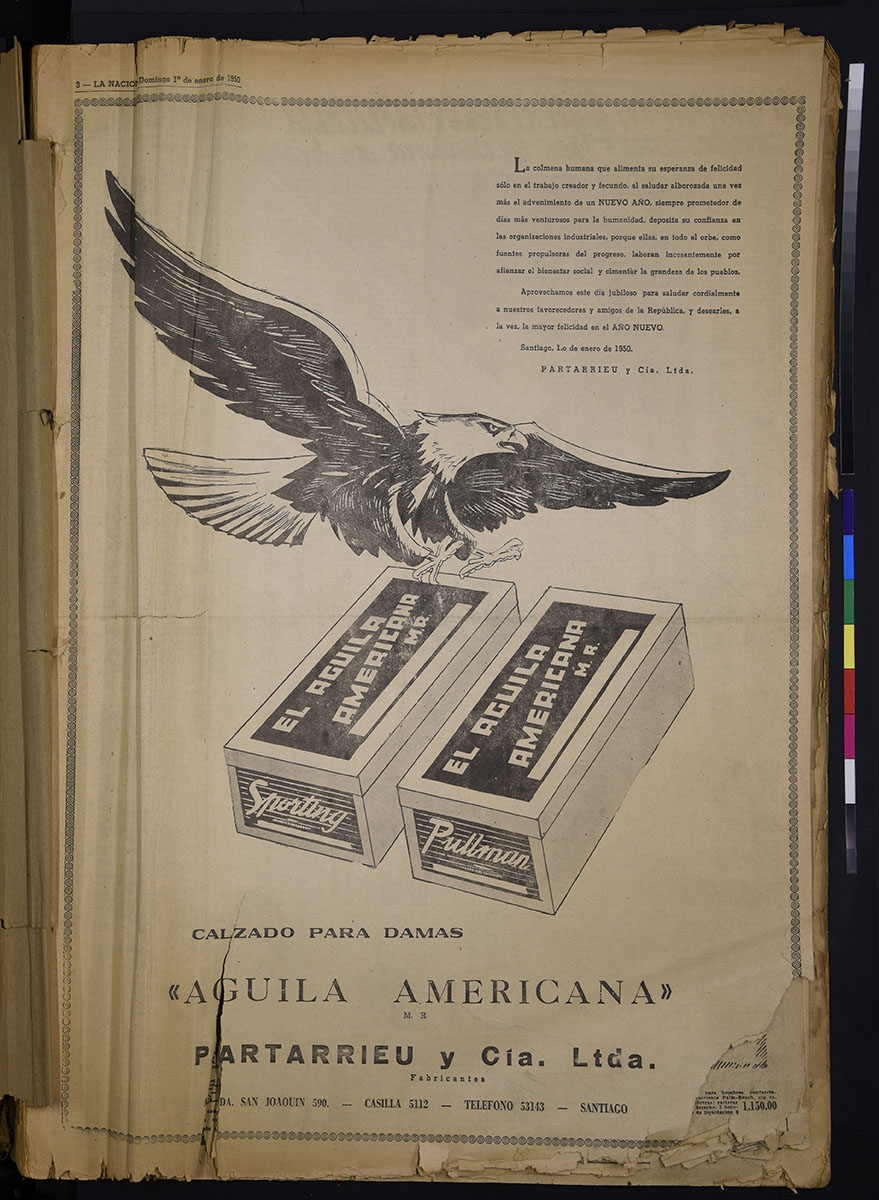 3 — LA NACION
Domingo 1º de enero de 1950
La colmena humana que alimenta su esperanza de felicidad
sólo en el trabajo creador y fecundo, al saludar alborozada una vez
más el advenimiento de un NUEVO AÑO, siempre prometedor de
días más venturosos para la humanidad, deposita su confianza en
las organizaciones industriales, porque ellas, en todo el orbe, como
fuentes propulsoras del progreso, laboran incesantemente por
afianzar el bienestar social y cimentar la grandeza de los pueblos.
Aprovechamos este día jubiloso para saludar cordialmente
a nuestros favorecedores y amigos de la República, y desearles, a
la vez, la mayor felicidad en el AÑO NUEVO.
Santiago, 1.o de enero de 1950.
PARTARRIEU y Cía. Ltda.
EL AGUILA
AMERICANA
M.R.
EL AGUILA
AMERICANA
M.R.
Sporting
Pullman
CALZADO PARA DAMAS
«AGUILA AMERICANA»
M. R
PARTARRIEU y Cía. Ltda.
Fabricantes
DA. SAN JOAQUIN 590. — CASILLA 5112 — TELEFONO 53143 — SANTIAGO
para hombres
de liquidación $ 1.150.00